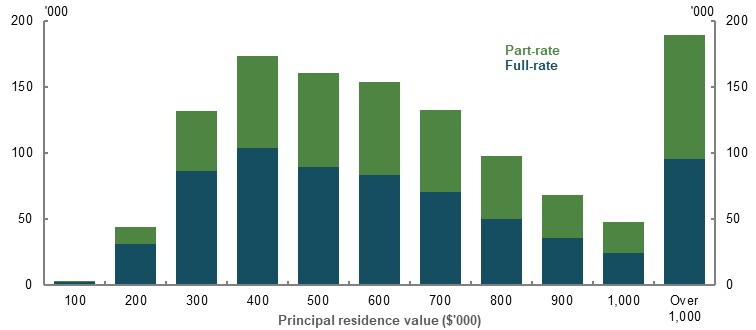 '000 '000
200 200
Part-rate
Full-rate
150 150
100 100
50 50
0 0
100 200 300 400 500 600 700 800 900 1,000 Over
1,000
Principal residence value ($'000)